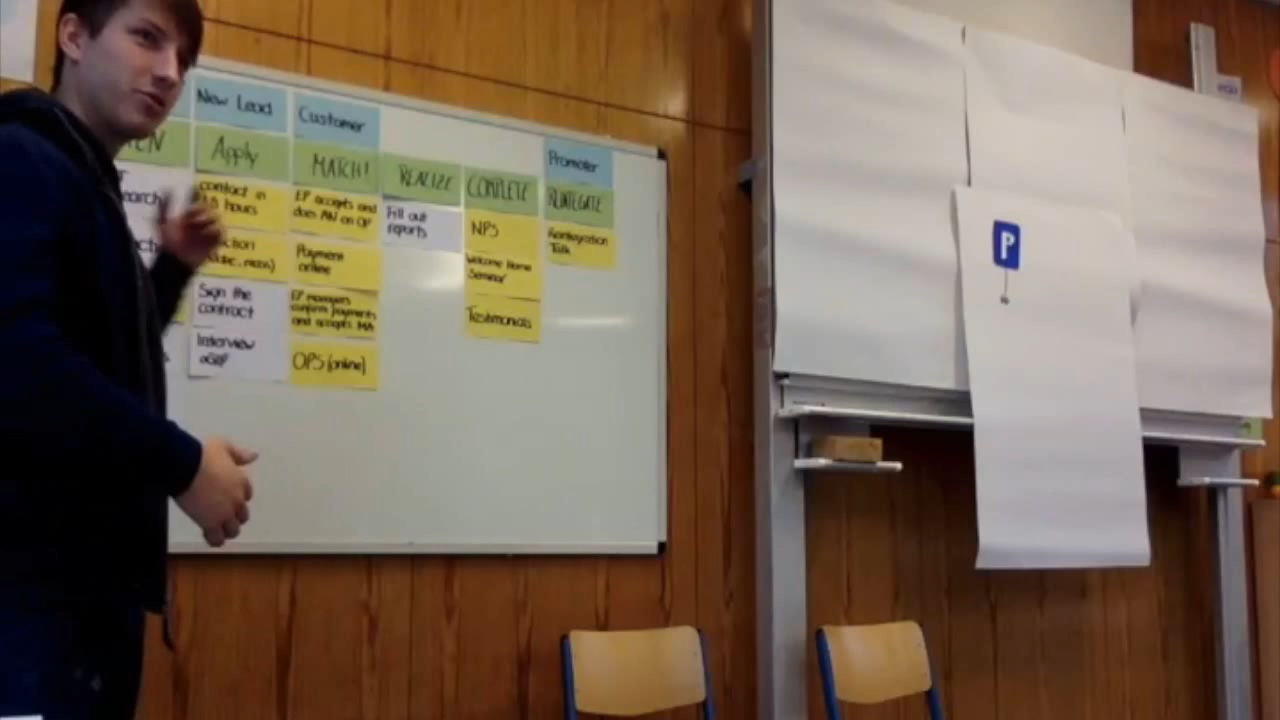 New Lead
Customer
Promoter
Apply
MATCH!
REALIZE
COMPLETE
REINTEGRATE
contact in
hours
EP accepts and
does AN on OP
Fill out
reports
NPS
Reintegration
Talk
Payment
online
Welcome Home
Seminar
Sign the
contract
EP managers
confirm payments
and accepts MA
Testimonials
Interview
oGEP
OPS (online)
P